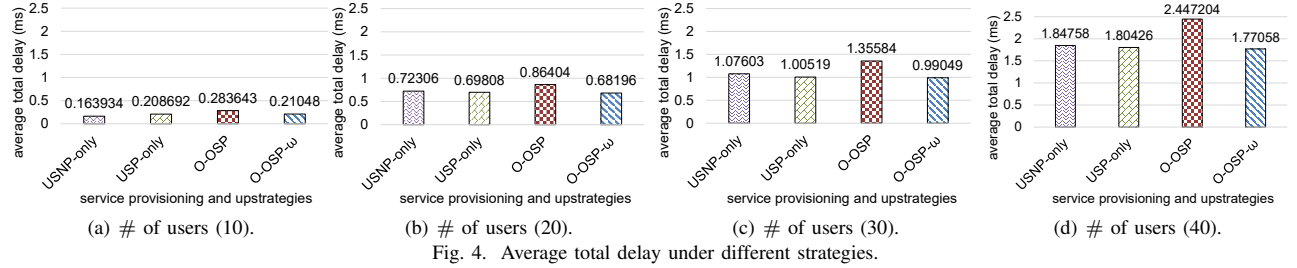 average total delay (ms)
2.5
2
1.5
1
0.5
0
0.163934
0.208692
0.283643
0.21048
USNP-only
USP-only
O-OSP
O-OSP-ω
service provisioning and upstrategies
(a) # of users (10).
average total delay (ms)
2.5
2
1.5
1
0.5
0
0.72306
0.69808
0.86404
0.68196
USNP-only
USP-only
O-OSP
O-OSP-ω
service provisioning and upstrategies
(b) # of users (20).
average total delay (ms)
2.5
2
1.5
1
0.5
0
1.07603
1.00519
1.35584
0.99049
USNP-only
USP-only
O-OSP
O-OSP-ω
service provisioning and upstrategies
(c) # of users (30).
average total delay (ms)
2.5
2
1.5
1
0.5
0
1.84758
1.80426
2.447204
1.77058
USNP-only
USP-only
O-OSP
O-OSP-ω
service provisioning and upstrategies
(d) # of users (40).
Fig. 4. Average total delay under different strategies.